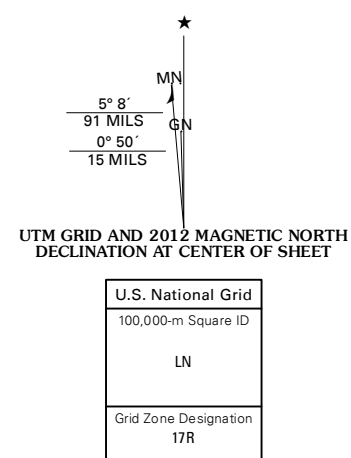 MN
5° 8´
91 MILS
GN
0° 50´
15 MILS
UTM GRID AND 2012 MAGNETIC NORTH
DECLINATION AT CENTER OF SHEET
U.S. National Grid
100,000-m Square ID
LN
Grid Zone Designation
17R